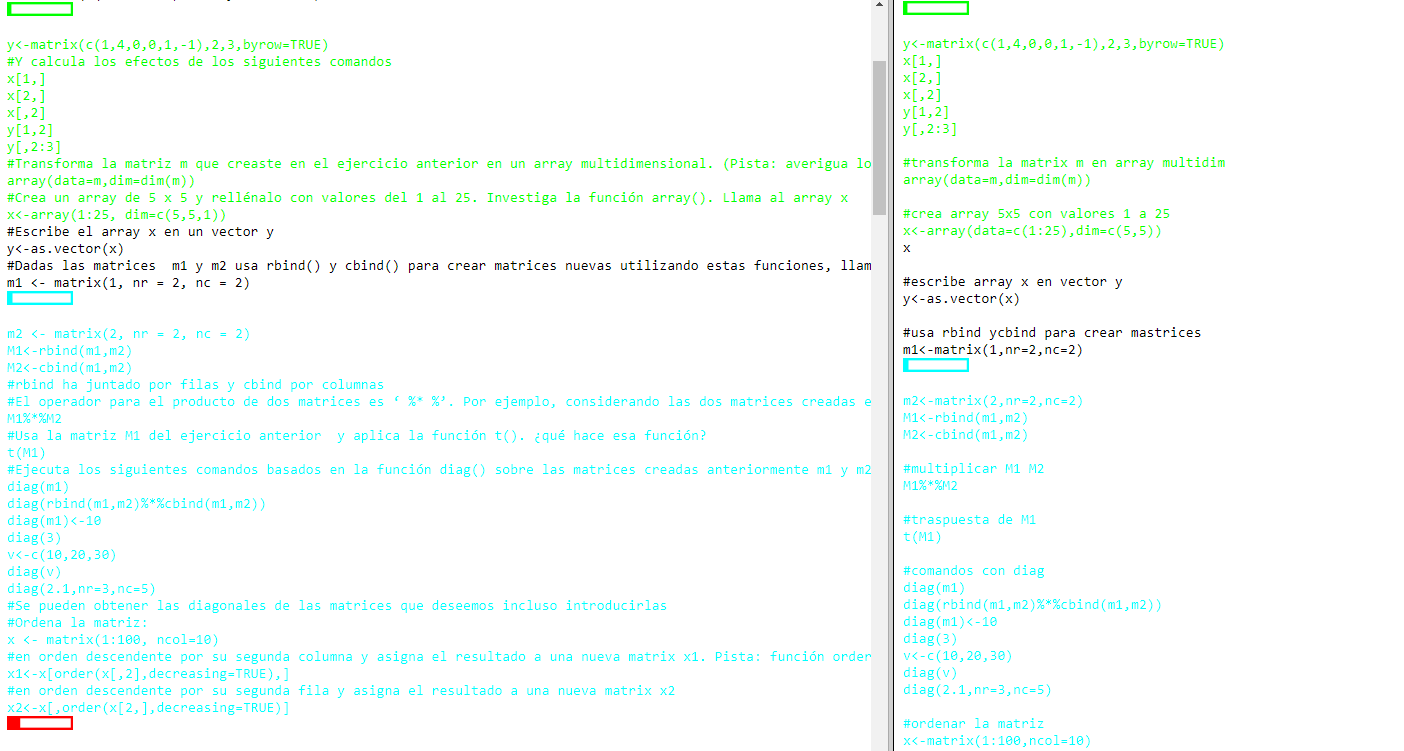 y<-matrix(c(1,4,0,0,1,-1),2,3,byrow=TRUE)
#Y calcula los efectos de los siguientes comandos
x[1,]
x[2,]
x[,2]
y[1,2]
y[,2:3]
#Transforma la matriz m que creaste en el ejercicio anterior en un array multidimensional. (Pista: averigua lo
array(data=m,dim=dim(m))
#Crea un array de 5 x 5 y rellénalo con valores del 1 al 25. Investiga la función array(). Llama al array x
x<-array(1:25, dim=c(5,5,1))
#Escribe el array x en un vector y
y<-as.vector(x)
#Dadas las matrices  m1 y m2 usa rbind() y cbind() para crear matrices nuevas utilizando estas funciones, llam
m1 <- matrix(1, nr = 2, nc = 2)
m2 <- matrix(2, nr = 2, nc = 2)
M1<-rbind(m1,m2)
M2<-cbind(m1,m2)
#rbind ha juntado por filas y cbind por columnas
#El operador para el producto de dos matrices es ‘ %* %’. Por ejemplo, considerando las dos matrices creadas e
M1%*%M2
#Usa la matriz M1 del ejercicio anterior  y aplica la función t(). ¿qué hace esa función?
t(M1)
#Ejecuta los siguientes comandos basados en la función diag() sobre las matrices creadas anteriormente m1 y m2
diag(m1)
diag(rbind(m1,m2)%*%cbind(m1,m2))
diag(m1)<-10
diag(3)
v<-c(10,20,30)
diag(v)
diag(2.1,nr=3,nc=5)
#Se pueden obtener las diagonales de las matrices que deseemos incluso introducirlas
#Ordena la matriz:
x <- matrix(1:100, ncol=10)
#en orden descendente por su segunda columna y asigna el resultado a una nueva matrix x1. Pista: función order
x1<-x[order(x[,2],decreasing=TRUE),]
#en orden descendente por su segunda fila y asigna el resultado a una nueva matrix x2
x2<-x[,order(x[2,],decreasing=TRUE)]
y<-matrix(c(1,4,0,0,1,-1),2,3,byrow=TRUE)
x[1,]
x[2,]
x[,2]
y[1,2]
y[,2:3]
#transforma la matrix m en array multidim
array(data=m,dim=dim(m))
#crea array 5x5 con valores 1 a 25
x<-array(data=c(1:25),dim=c(5,5))
x
#escribe array x en vector y
y<-as.vector(x)
#usa rbind ycbind para crear mastrices
m1<-matrix(1,nr=2,nc=2)
m2<-matrix(2,nr=2,nc=2)
M1<-rbind(m1,m2)
M2<-cbind(m1,m2)
#multiplicar M1 M2
M1%*%M2
#traspuesta de M1
t(M1)
#comandos con diag
diag(m1)
diag(rbind(m1,m2)%*%cbind(m1,m2))
diag(m1)<-10
diag(3)
v<-c(10,20,30)
diag(v)
diag(2.1,nr=3,nc=5)
#ordenar la matriz
x<-matrix(1:100,ncol=10)